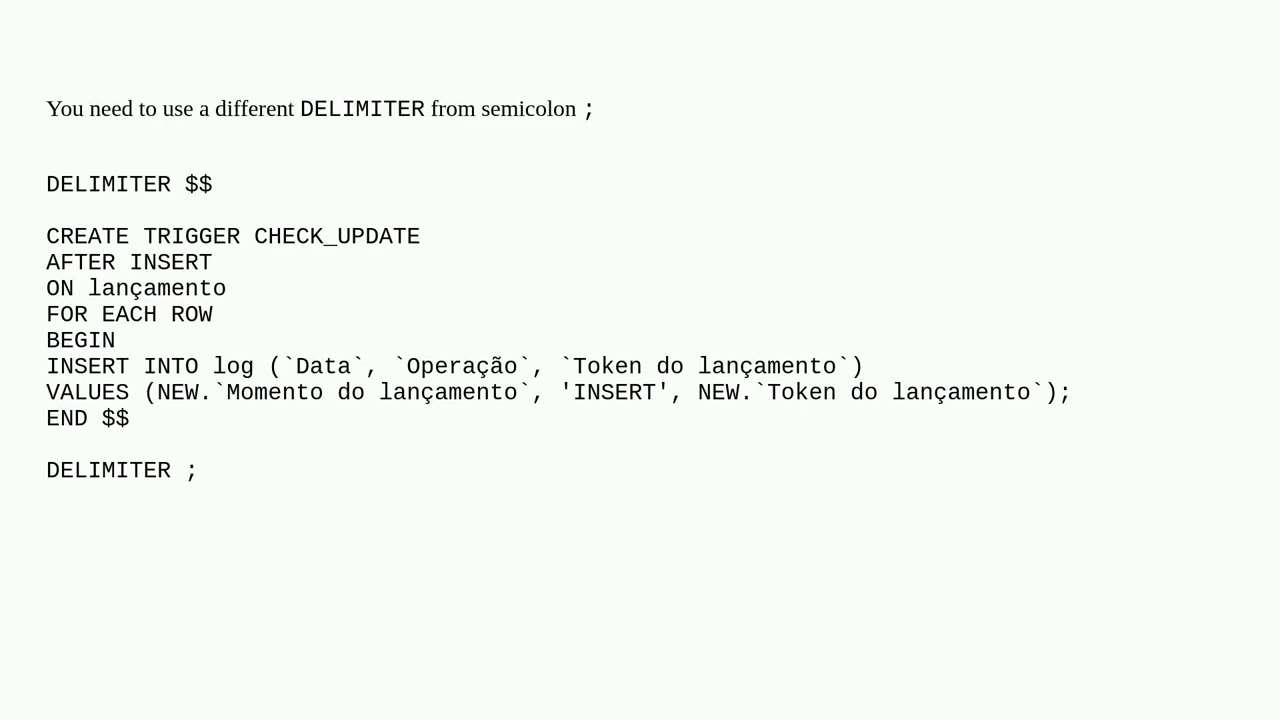 You need to use a different DELIMITER from semicolon ;
DELIMITER $$
CREATE TRIGGER CHECK_UPDATE
AFTER INSERT
ON lançamento
FOR EACH ROW
BEGIN
INSERT INTO log (`Data`, `Operação`, `Token do lançamento`)
VALUES (NEW.`Momento do lançamento`, 'INSERT', NEW.`Token do lançamento`);
END $$
DELIMITER ;